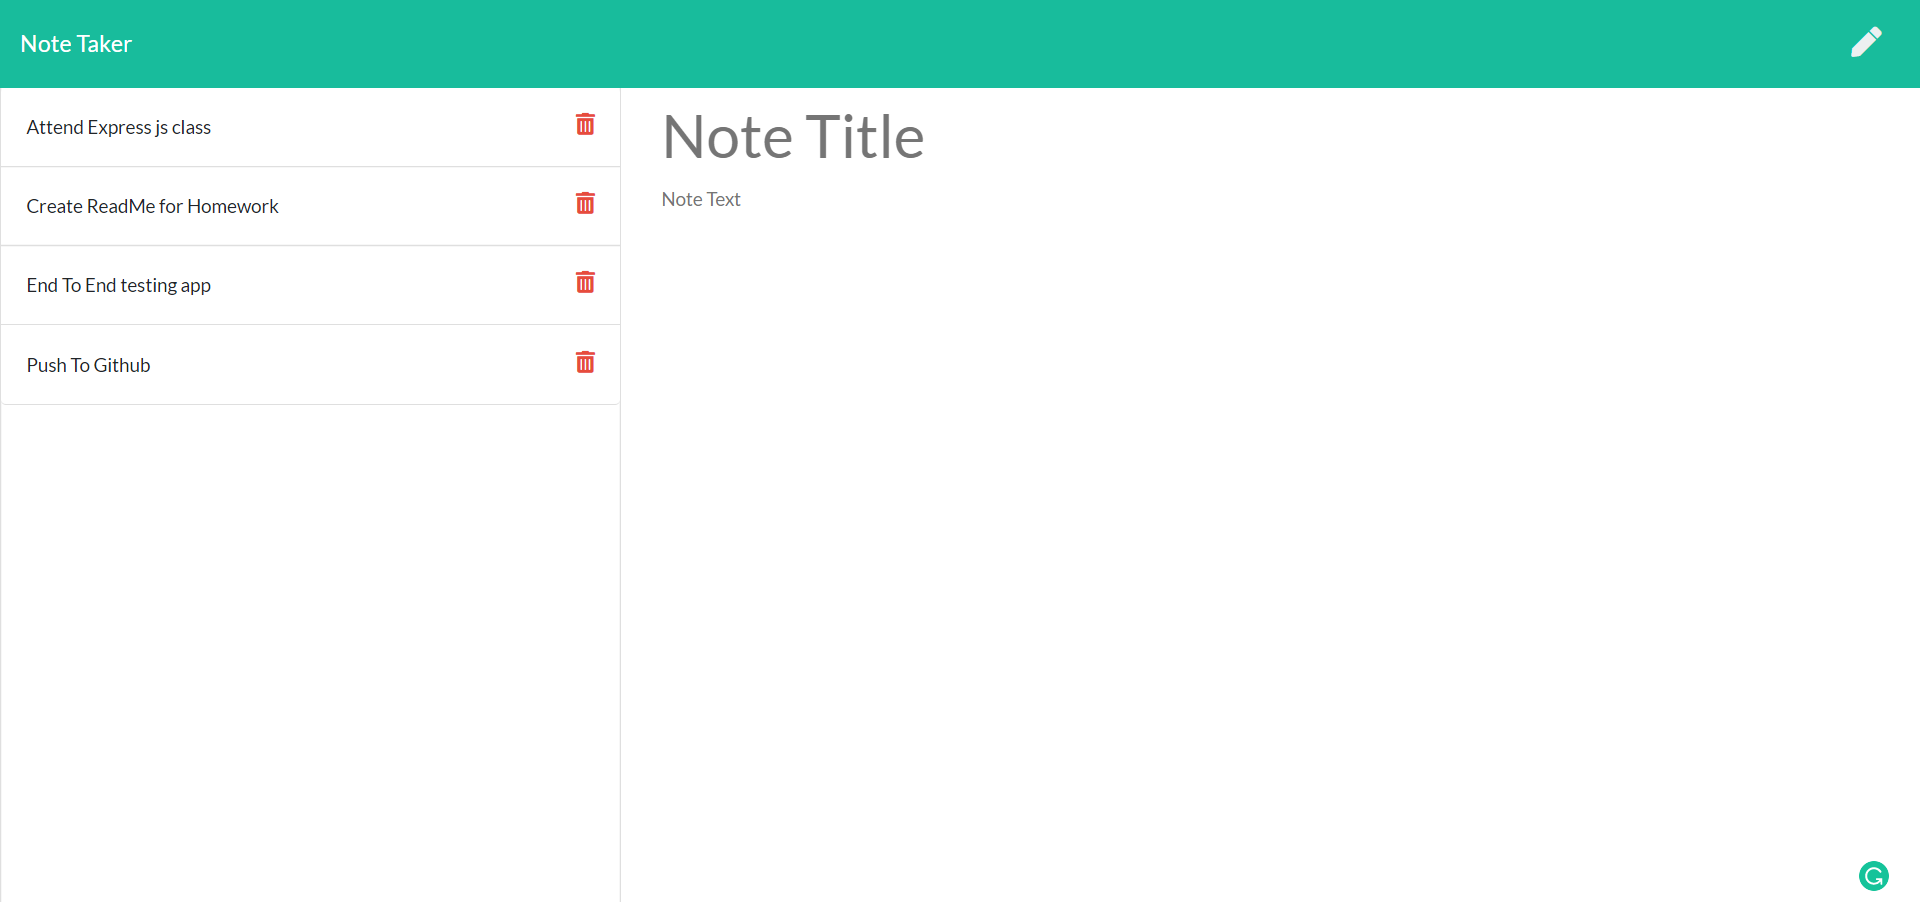 Note Taker
Attend Express js class
Create ReadMe for Homework
End To End testing app
Push To Github
Note Title
Note Text